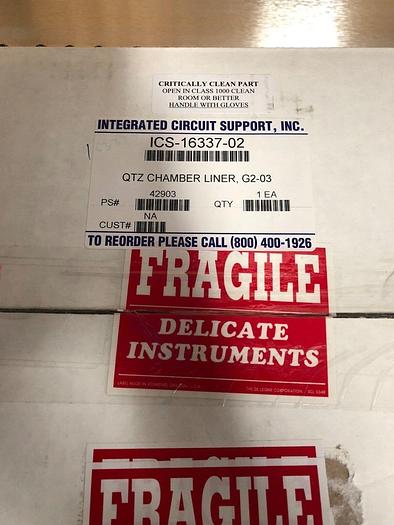 CRITICALLY CLEAN PART
OPEN IN CLASS 1000 CLEAN
ROOM OR BETTER
HANDLE WITH GLOVES
INTEGRATED CIRCUIT SUPPORT, INC.
ICS-16337-02
QTZ CHAMBER LINER, G2-03
PS# 42903 QTY 1 EA
CUST# NA
TO REORDER PLEASE CALL (800) 400-1926
FRAGILE
DELICATE
INSTRUMENTS
FRAGILE